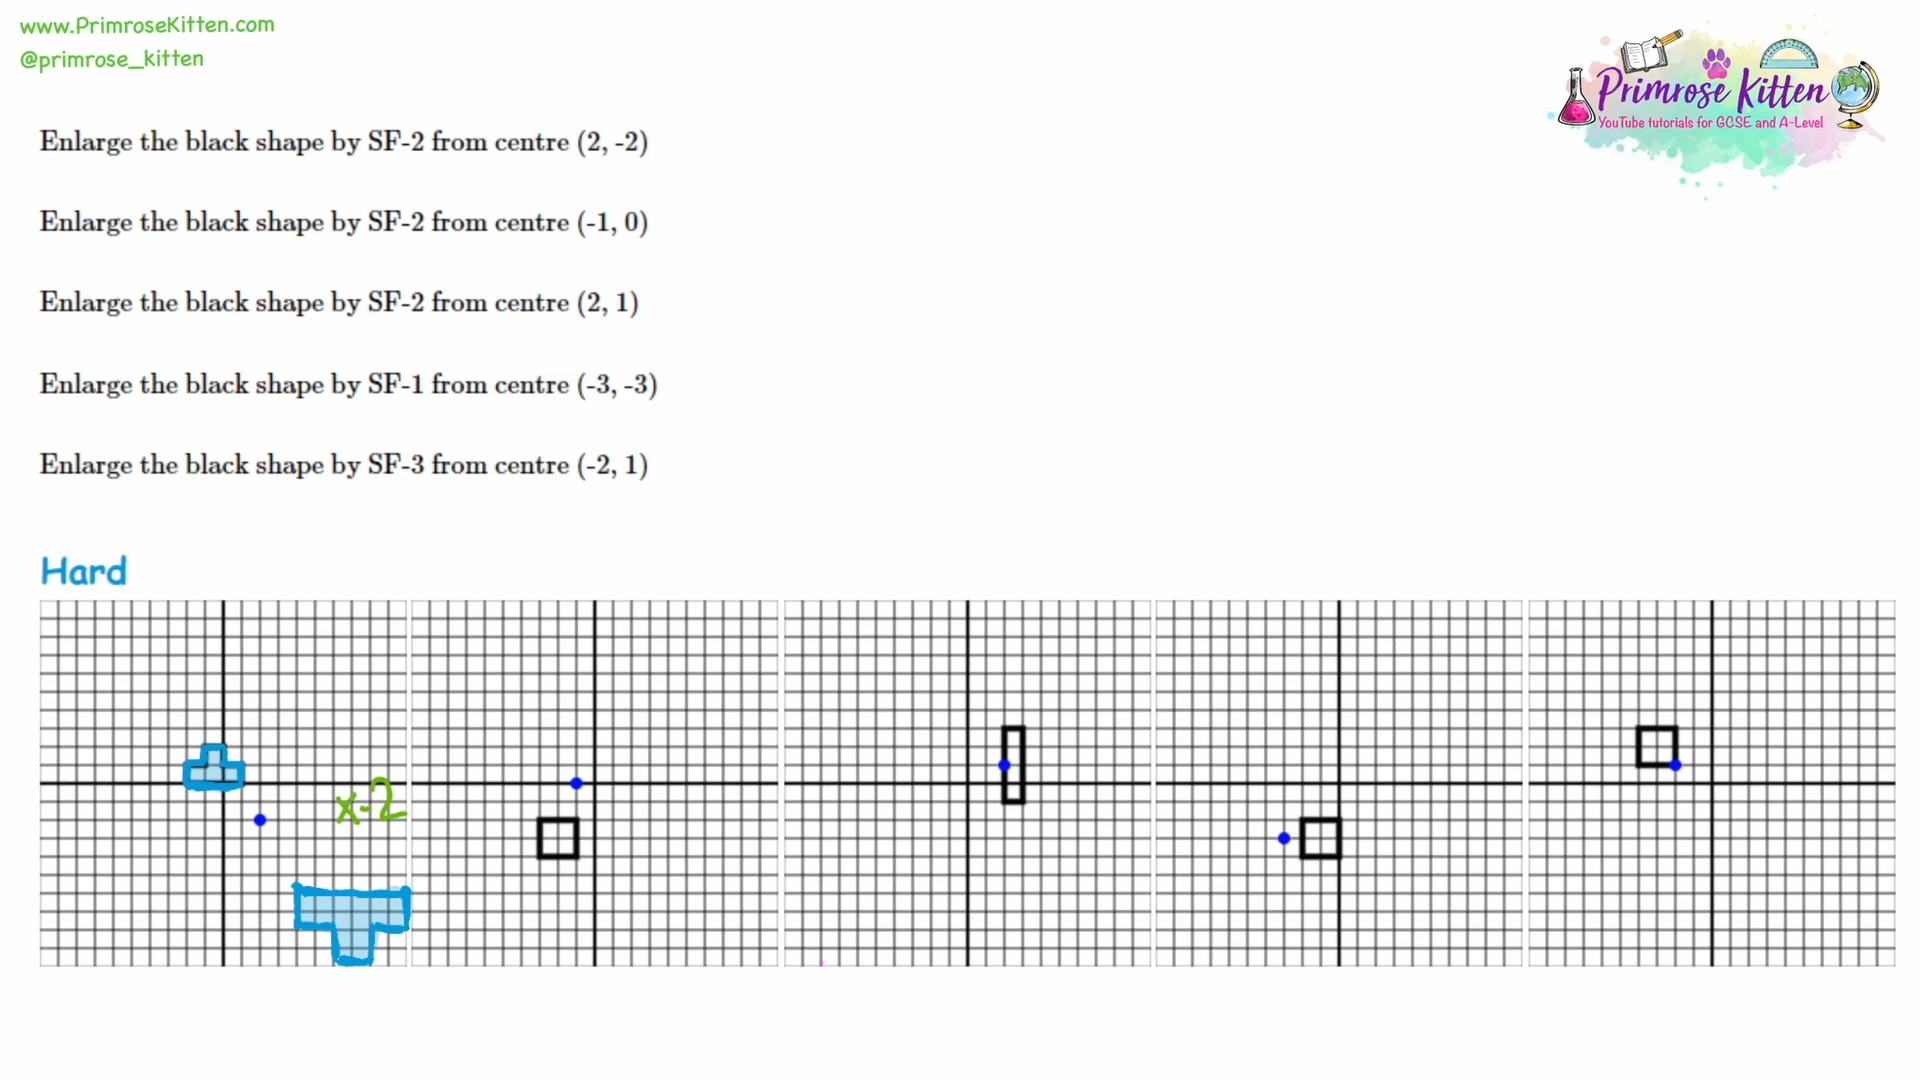 www.PrimroseKitten.com
@primrose_kitten
Primrose Kitten
YouTube tutorials for GCSE and A-Level
Enlarge the black shape by SF-2 from centre (2, -2)
Enlarge the black shape by SF-2 from centre (-1, 0)
Enlarge the black shape by SF-2 from centre (2, 1)
Enlarge the black shape by SF-1 from centre (-3, -3)
Enlarge the black shape by SF-3 from centre (-2, 1)
Hard
x-2